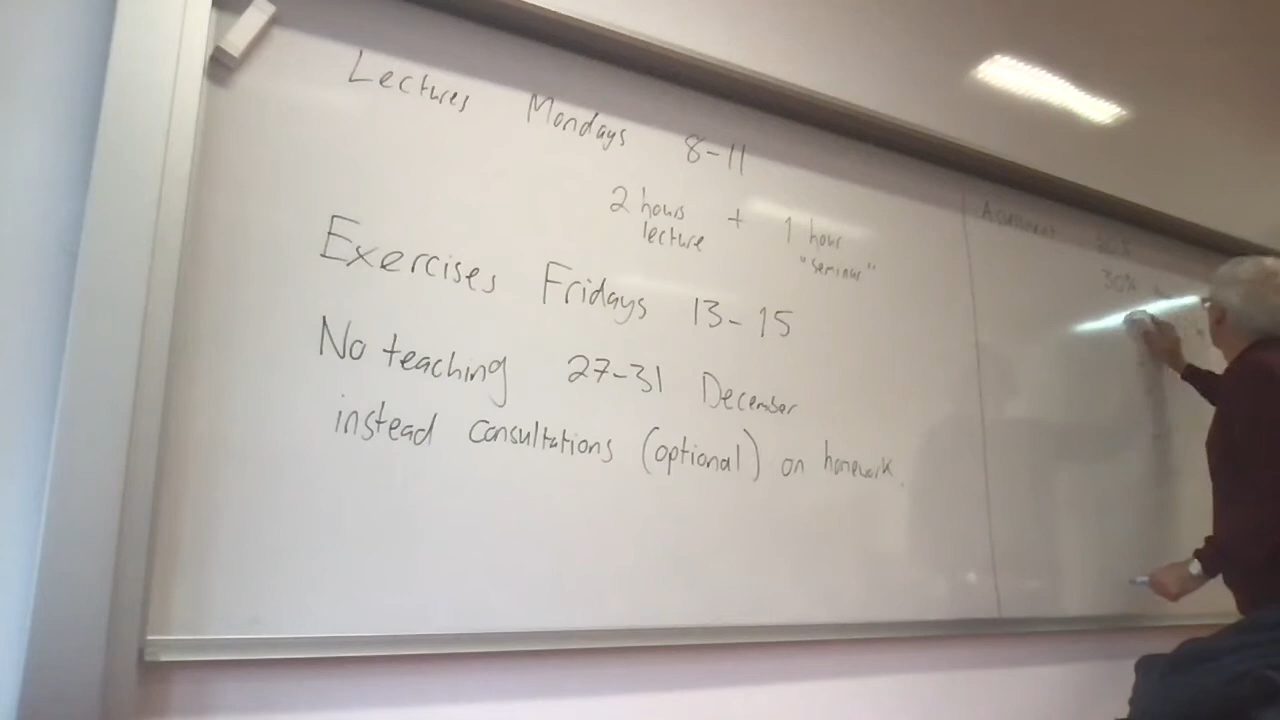 Lectures Mondays 8-11
2 hours + 1 hour
lecture "seminar"
Exercises Fridays 13-15
No teaching 27-31 December
instead consultations (optional) on homework.
Assessment
30%